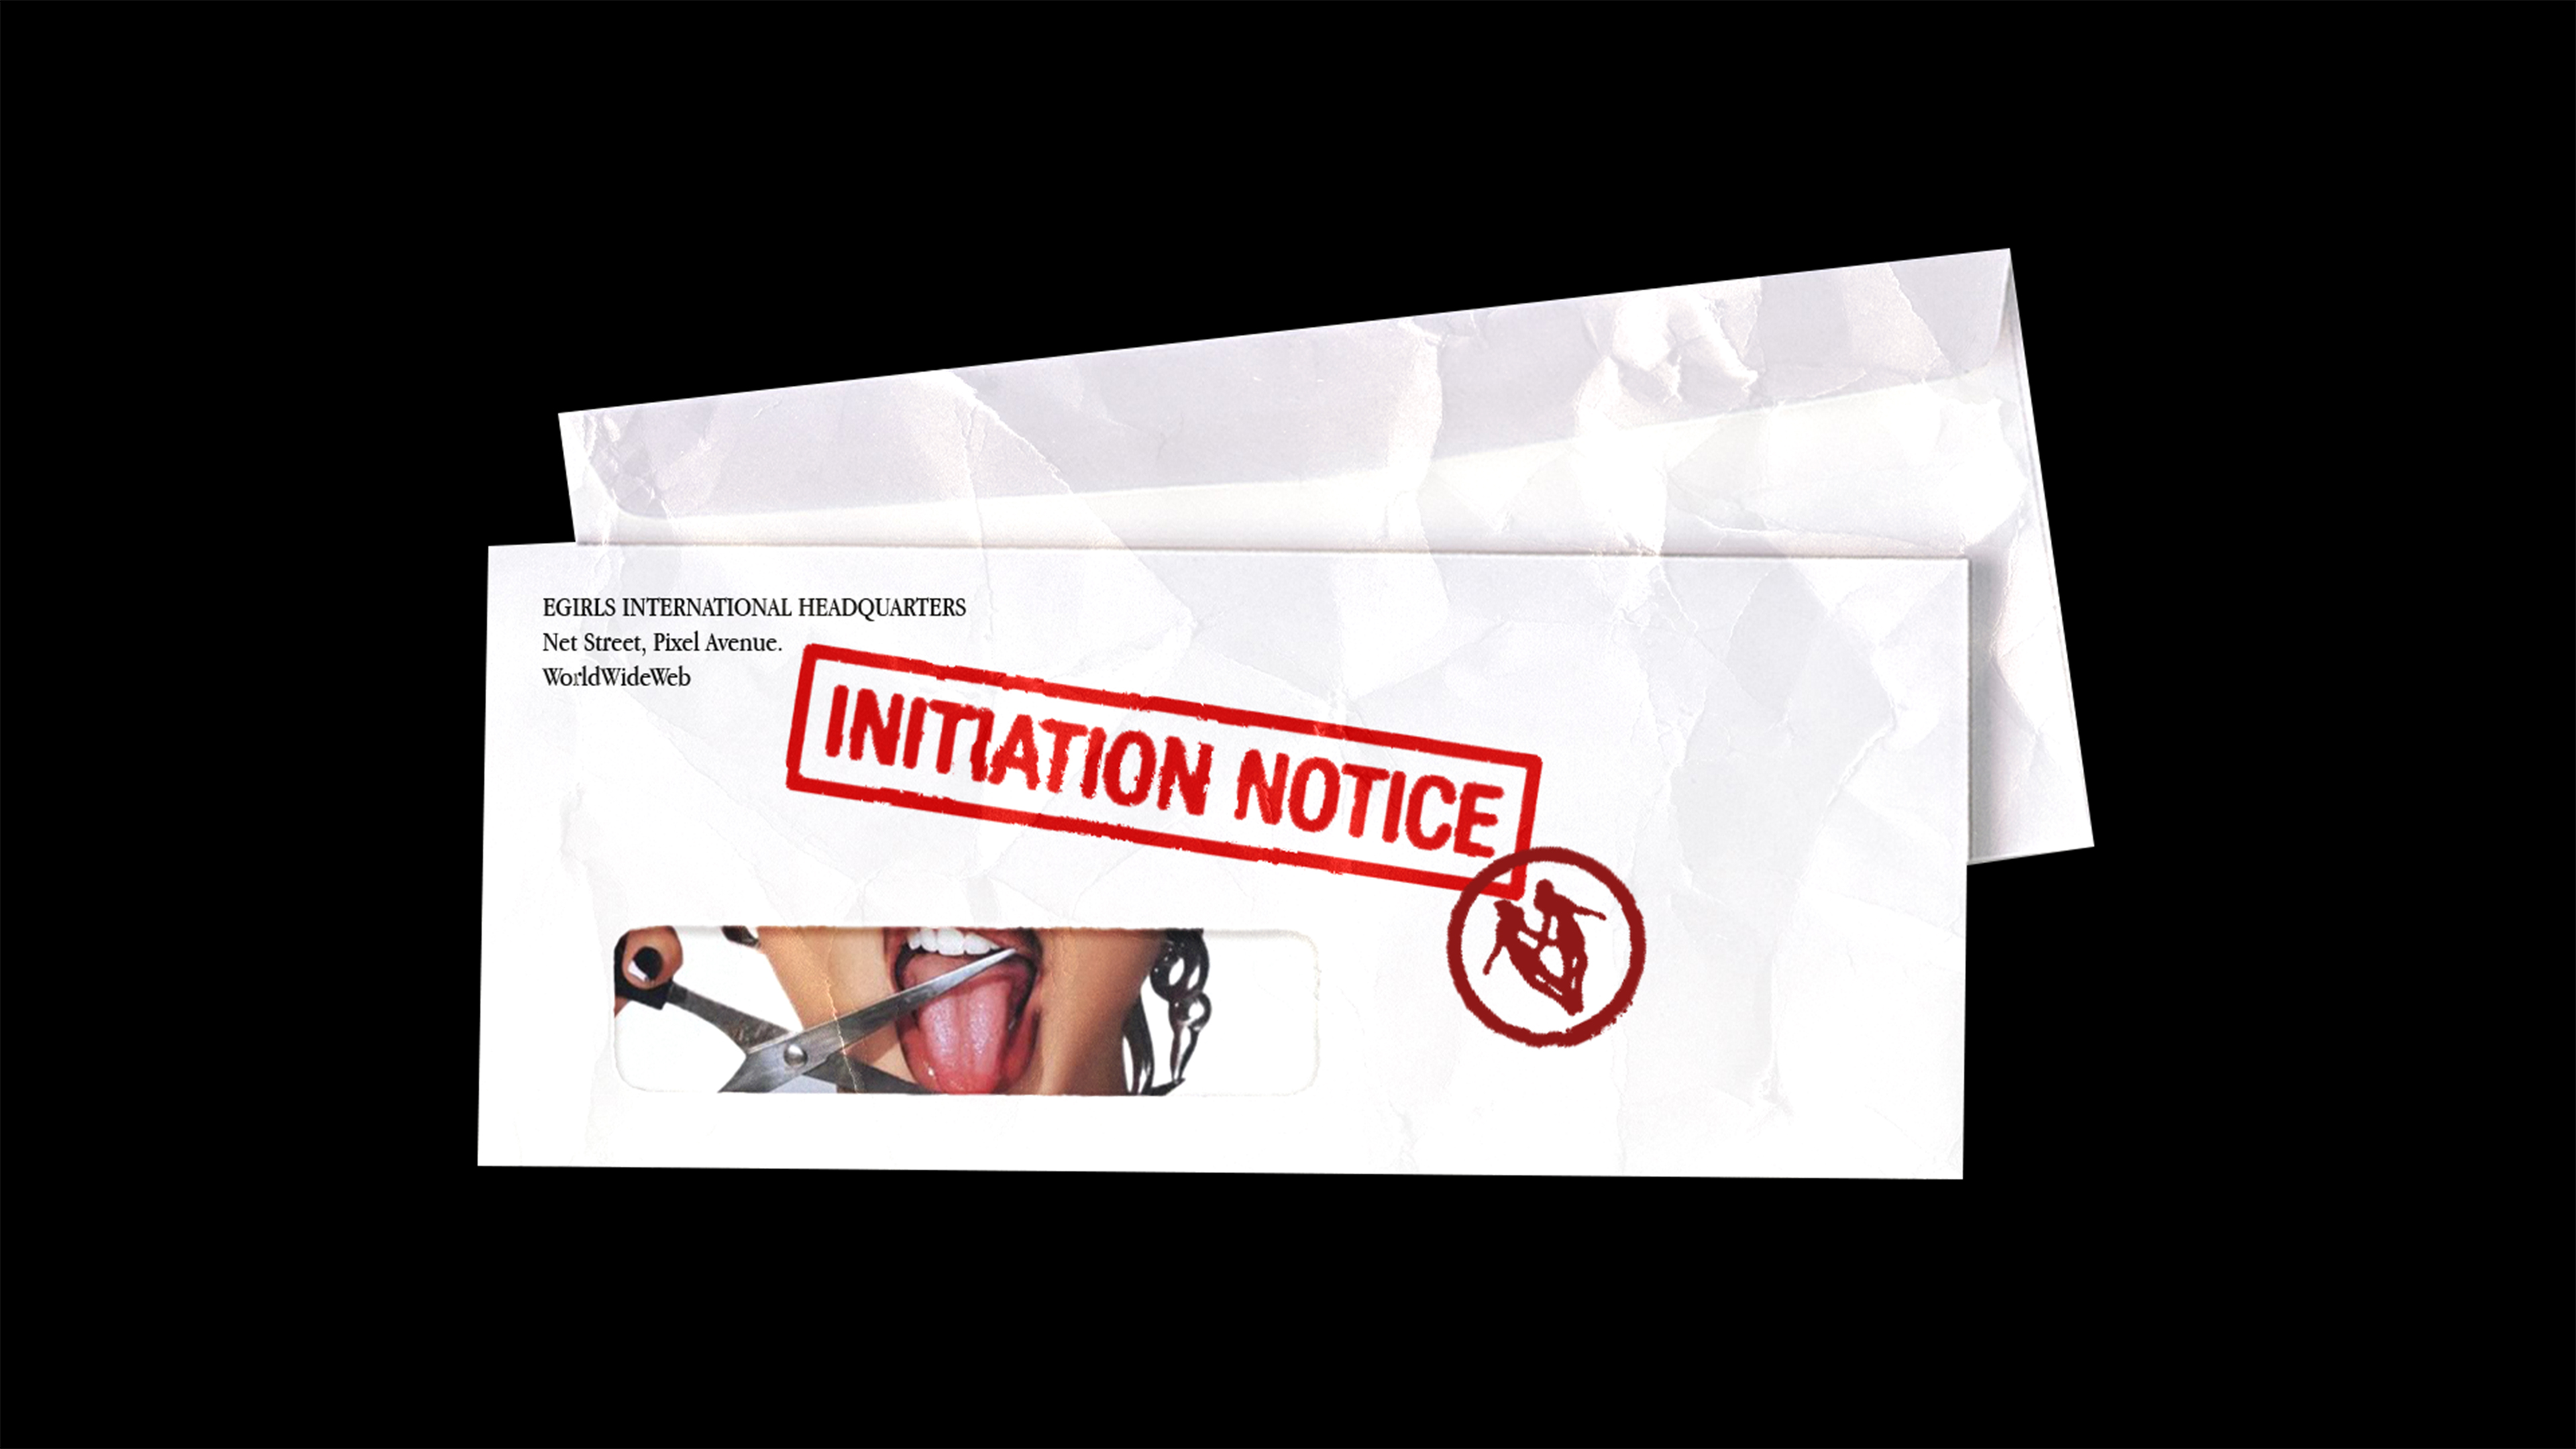 EGIRLS INTERNATIONAL HEADQUARTERS
Net Street, Pixel Avenue.
WorldWideWeb
INITIATION NOTICE